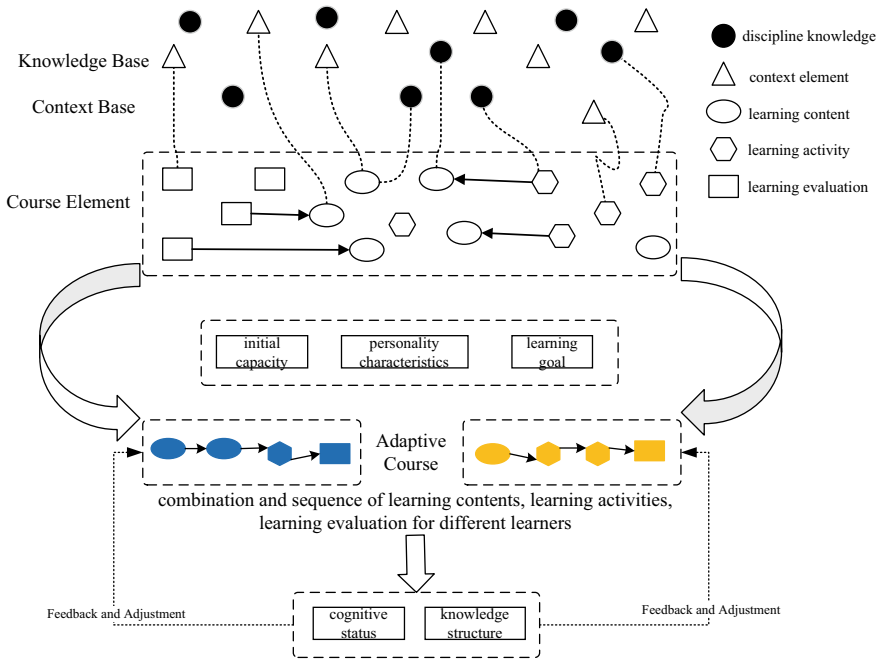 discipline knowledge
Knowledge Base
context element
Context Base
learning content
learning activity
learning evaluation
Course Element
initial
capacity
personality
characteristics
learning
goal
Adaptive
Course
combination and sequence of learning contents, learning activities,
learning evaluation for different learners
Feedback and Adjustment
Feedback and Adjustment
cognitive
status
knowledge
structure